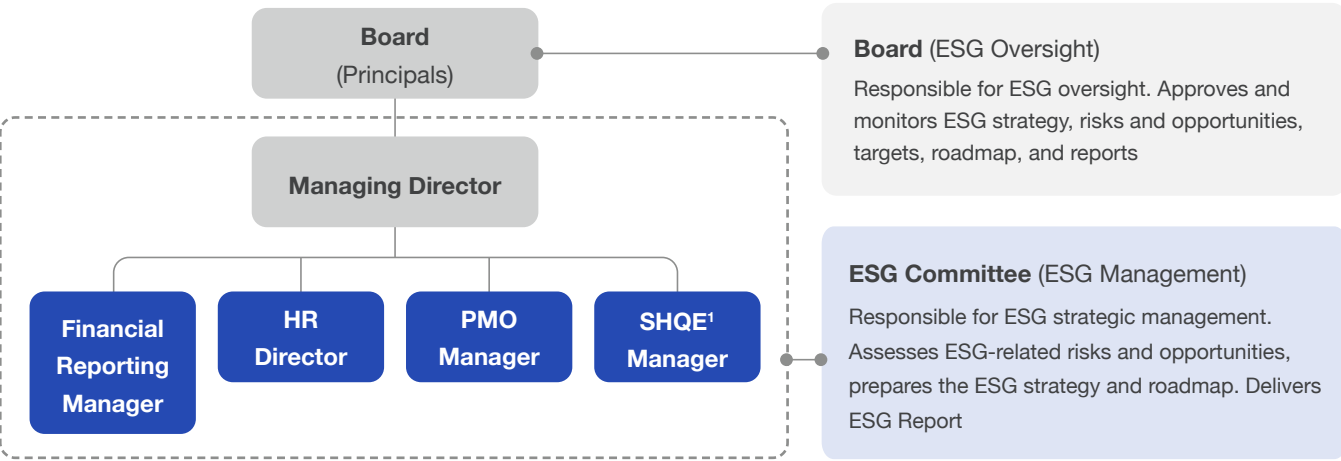 Board
(Principals)
Board (ESG Oversight)
Responsible for ESG oversight. Approves and
monitors ESG strategy, risks and opportunities,
targets, roadmap, and reports
Managing Director
Financial
Reporting
Manager
HR
Director
PMO
Manager
SHQE¹
Manager
ESG Committee (ESG Management)
Responsible for ESG strategic management.
Assesses ESG-related risks and opportunities,
prepares the ESG strategy and roadmap. Delivers
ESG Report